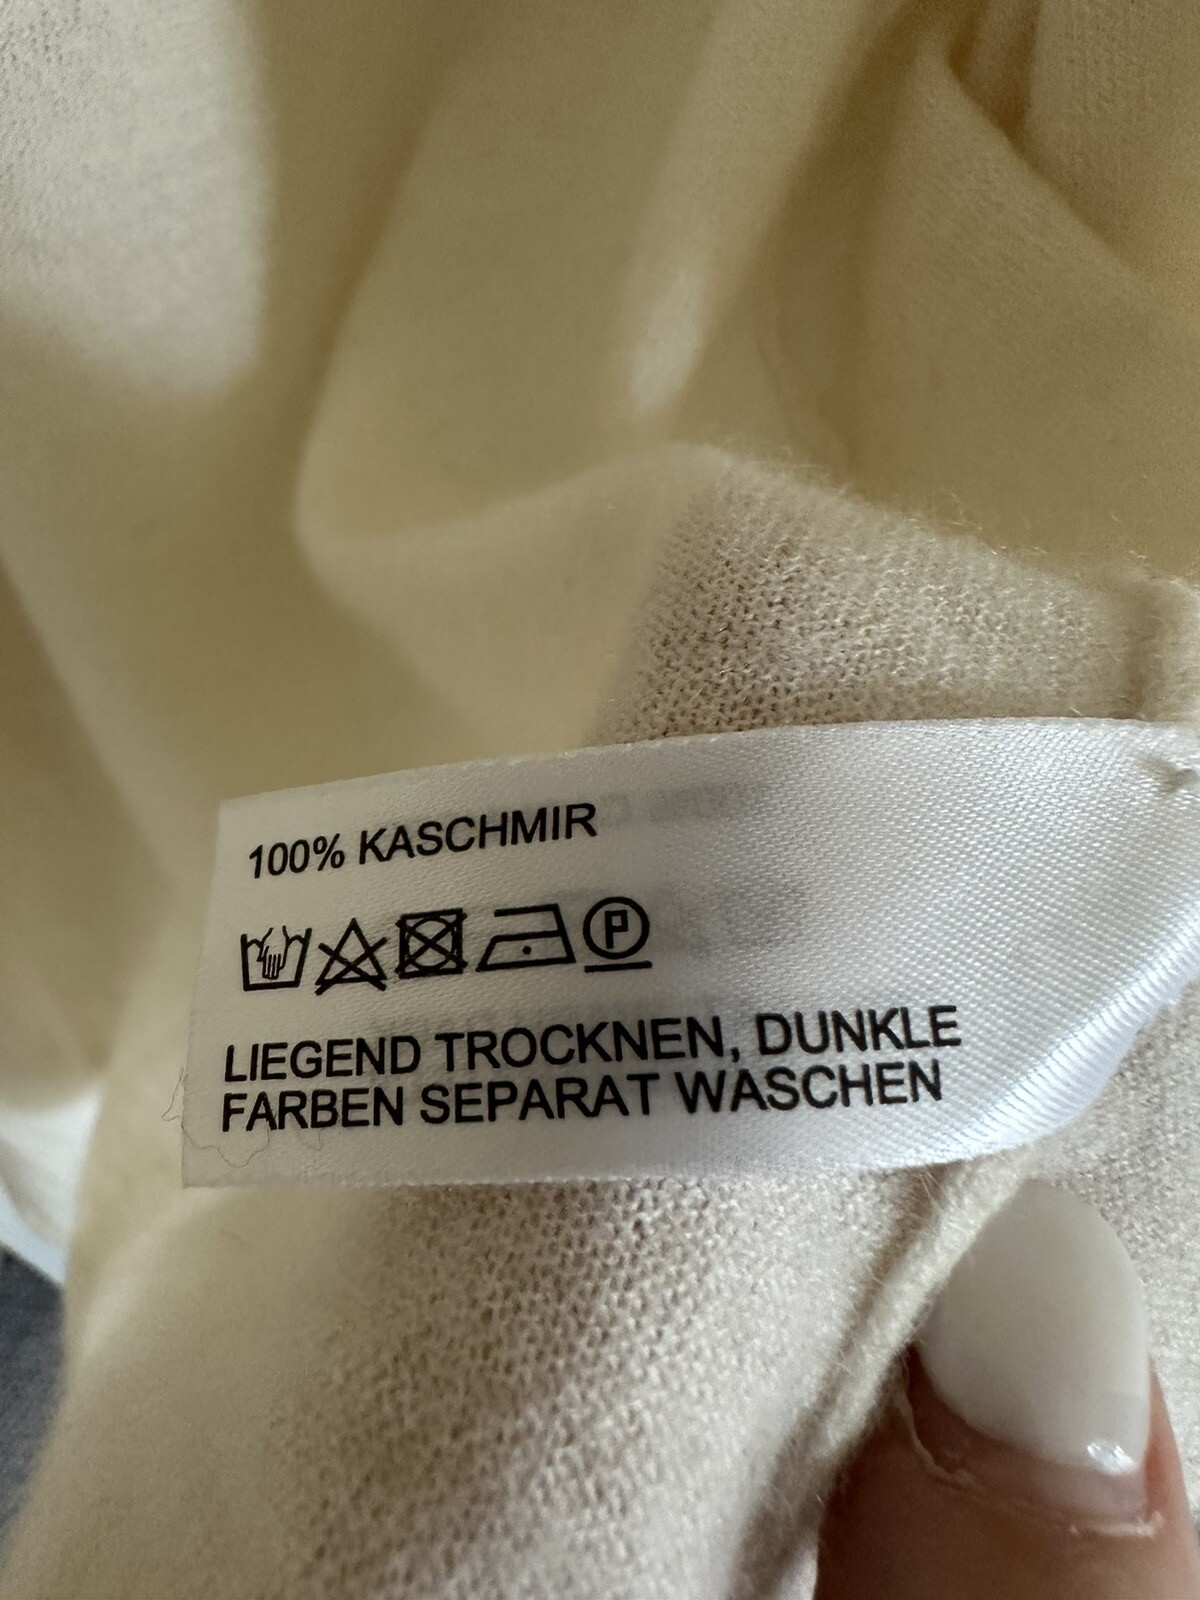 100% KASCHMIR
P
LIEGEND TROCKNEN, DUNKLE
FARBEN SEPARAT WASCHEN